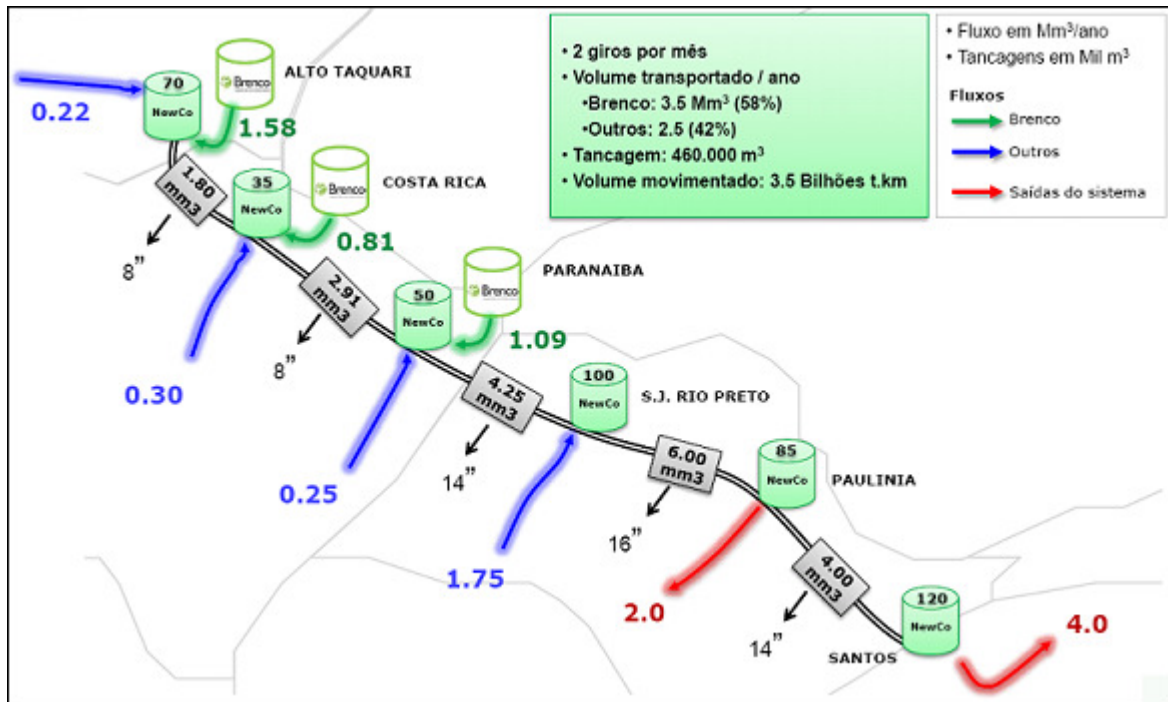 • 2 giros por mês
• Volume transportado / ano
•Brenco: 3.5 Mm³ (58%)
•Outros: 2.5 (42%)
• Tancagem: 460.000 m³
• Volume movimentado: 3.5 Bilhões t.km
• Fluxo em Mm³/ano
• Tancagens em Mil m³
Fluxos
Brenco
Outros
Saídas do sistema
ALTO TAQUARI
Brenco
70
NewCo
0.22
1.58
1.80
mm3
8”
COSTA RICA
Brenco
35
NewCo
0.81
0.30
2.91
mm3
8”
PARANAIBA
Brenco
50
NewCo
1.09
0.25
4.25
mm3
14”
S.J. RIO PRETO
100
NewCo
1.75
6.00
mm3
16”
PAULINIA
85
NewCo
2.0
4.00
mm3
14”
SANTOS
120
NewCo
4.0